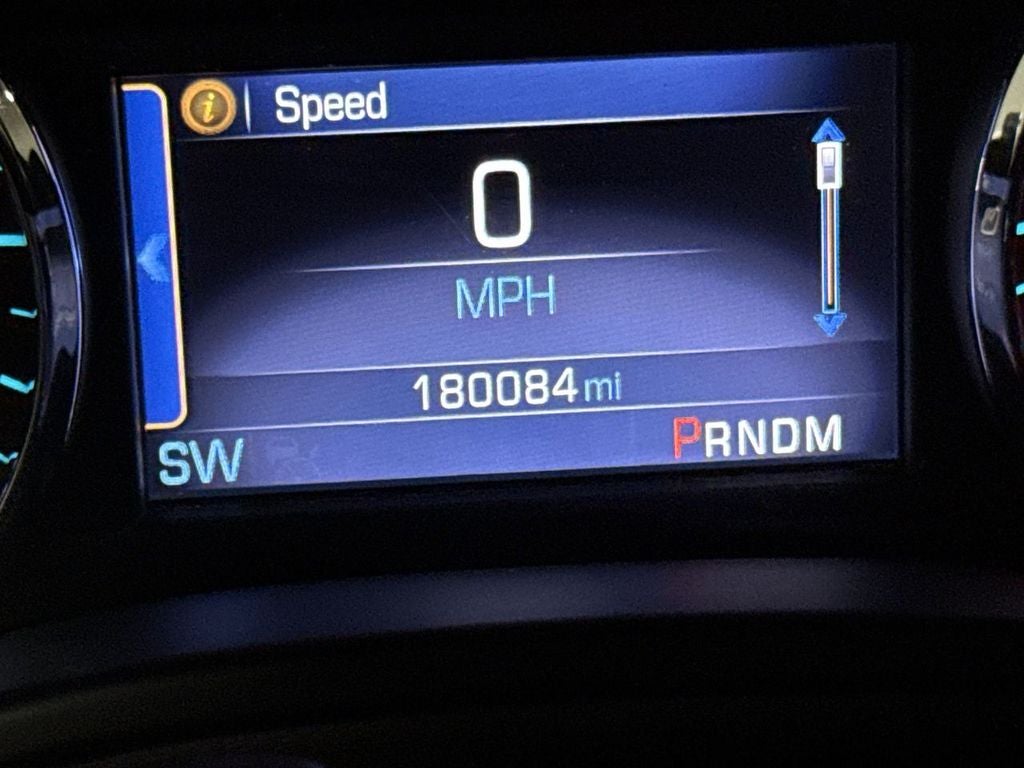 i Speed
0
MPH
180084 mi
SW PRNDM